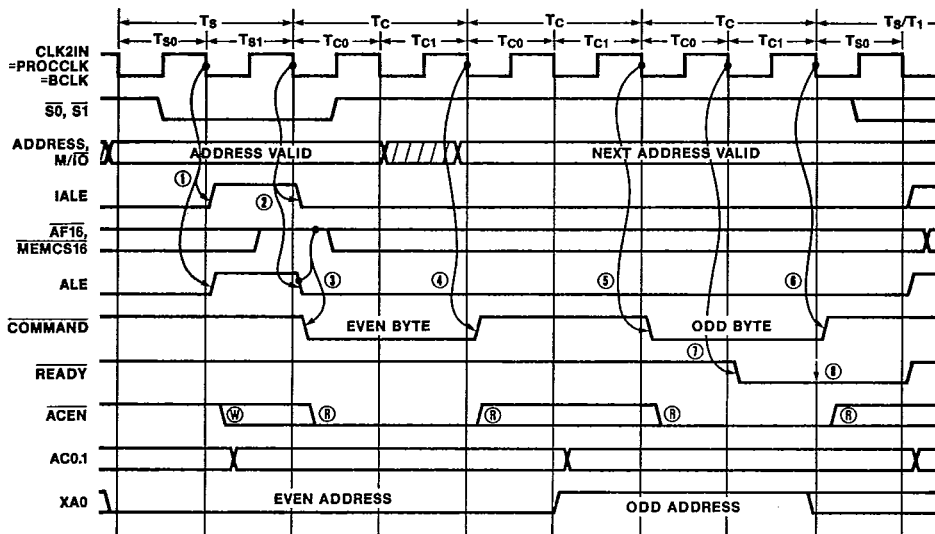 TS TC TC TC TS/T1
TS0 TS1 TC0 TC1 TC0 TC1 TC0 TC1 TS0
CLK2IN
=PROCCLK
=BCLK
S0, S1
ADDRESS,
M/IO
ADDRESS VALID NEXT ADDRESS VALID
① IALE ②
AF16,
MEMCS16
ALE ③ ④ ⑤ ⑥
COMMAND EVEN BYTE ODD BYTE
READY ⑦ ⑧
ACEN W R R R R
AC0.1
XA0 EVEN ADDRESS ODD ADDRESS